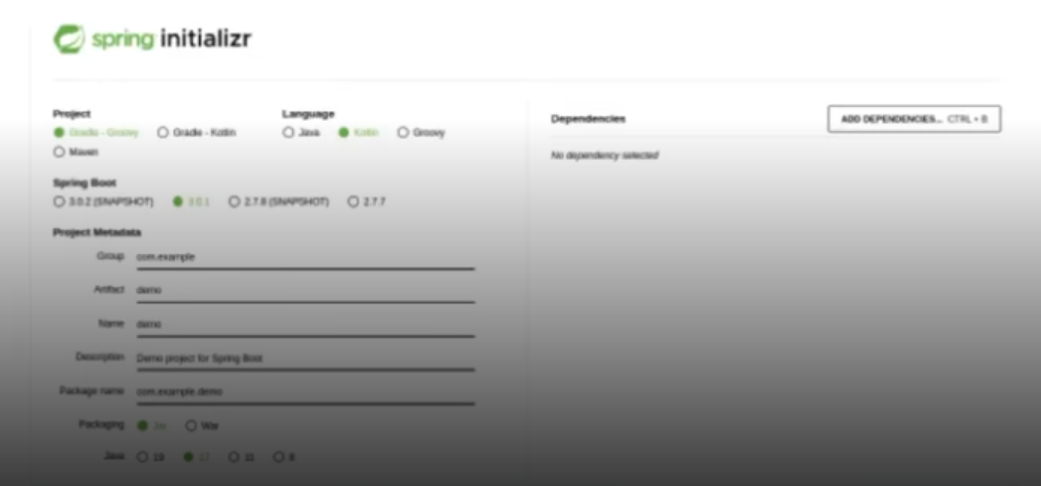 spring initializr
Project
Gradle - Groovy Gradle - Kotlin
Maven
Language
Java Kotlin Groovy
Spring Boot
3.0.2 (SNAPSHOT) 3.0.1 2.7.8 (SNAPSHOT) 2.7.7
Project Metadata
Group com.example
Artifact demo
Name demo
Description Demo project for Spring Boot
Package name com.example.demo
Packaging Jar War
Java 19 17 11 8
Dependencies
ADD DEPENDENCIES... CTRL + B
No dependency selected